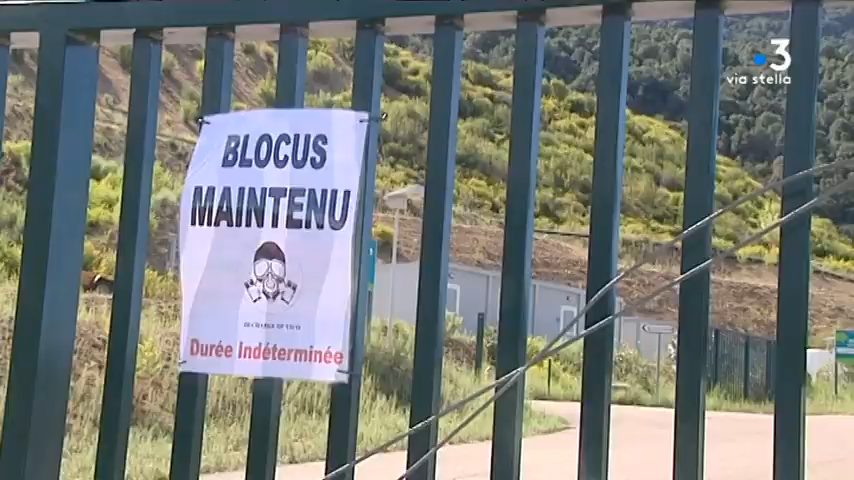 3
via stella
BLOCUS
MAINTENU
Durée Indéterminée